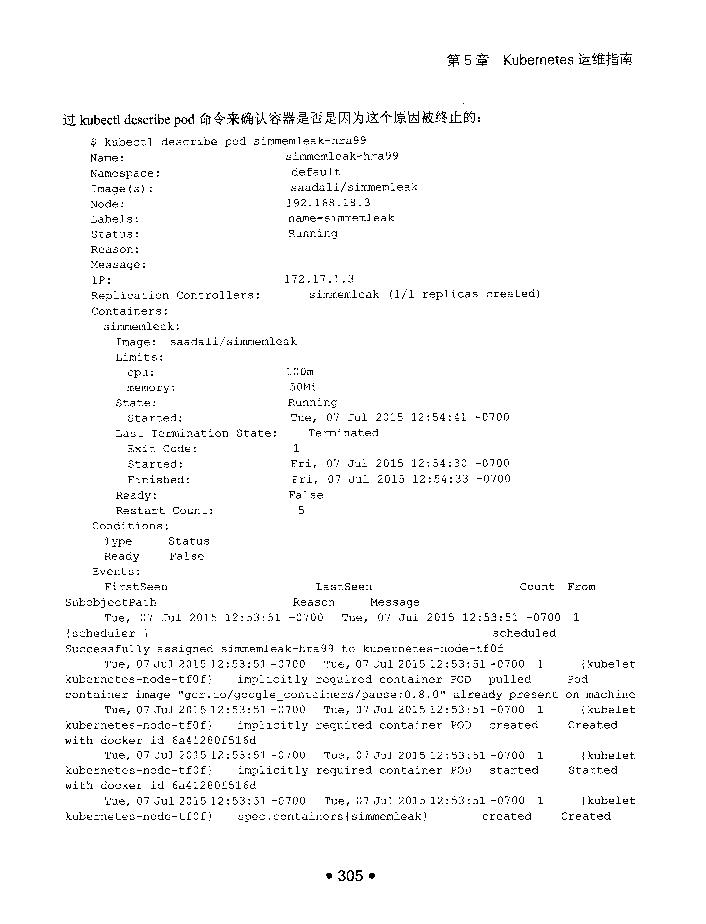 第 5 章　Kubernetes 运维指南
过 kubectl describe pod 命令来确认容器是否是因为这个原因被终止的：
$ kubectl describe pod simmemleak-hra99
Name: simmemleak-hra99
Namespace: default
Image(s): saadali/simmemleak
Node: 192.168.18.3
Labels: name=simmemleak
Status: Running
Reason:
Message:
IP: 172.17.1.3
Replication Controllers: simmemleak (1/1 replicas created)
Containers:
simmemleak:
Image: saadali/simmemleak
Limits:
cpu: 100m
memory: 50Mi
State: Running
Started: Tue, 07 Jul 2015 12:54:41 -0700
Last Termination State: Terminated
Exit Code: 1
Started: Fri, 07 Jul 2015 12:54:30 -0700
Finished: Fri, 07 Jul 2015 12:54:33 -0700
Ready: False
Restart Count: 5
Conditions:
Type Status
Ready False
Events:
FirstSeen LastSeen Count From
SubobjectPath Reason Message
Tue, 07 Jul 2015 12:53:51 -0700 Tue, 07 Jul 2015 12:53:51 -0700 1
{scheduler } scheduled
Successfully assigned simmemleak-hra99 to kubernetes-node-tf0f
Tue, 07 Jul 2015 12:53:51 -0700 Tue, 07 Jul 2015 12:53:51 -0700 1 {kubelet
kubernetes-node-tf0f} implicitly required container POD pulled Pod
container image "gcr.io/google_containers/pause:0.8.0" already present on machine
Tue, 07 Jul 2015 12:53:51 -0700 Tue, 07 Jul 2015 12:53:51 -0700 1 {kubelet
kubernetes-node-tf0f} implicitly required container POD created Created
with docker id 6a41280f516d
Tue, 07 Jul 2015 12:53:51 -0700 Tue, 07 Jul 2015 12:53:51 -0700 1 {kubelet
kubernetes-node-tf0f} implicitly required container POD started Started
with docker id 6a41280f516d
Tue, 07 Jul 2015 12:53:51 -0700 Tue, 07 Jul 2015 12:53:51 -0700 1 {kubelet
kubernetes-node-tf0f} spec.containers{simmemleak} created Created
• 305 •